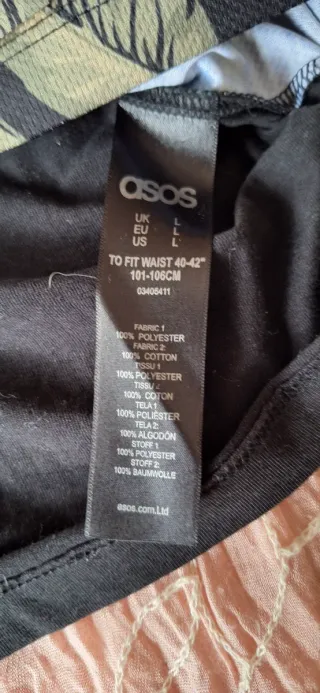 asos
UK L
EU L
US L
TO FIT WAIST 40-42"
101-106CM
03405411
FABRIC 1
100% POLYESTER
FABRIC 2:
100% COTTON
TISSU 1
100% POLYESTER
TISSU 2
100% COTON
TELA 1
100% POLIÉSTER
TELA 2:
100% ALGODÓN
STOFF 1
100% POLYESTER
STOFF 2:
100% BAUMWOLLE
asos.com.Ltd